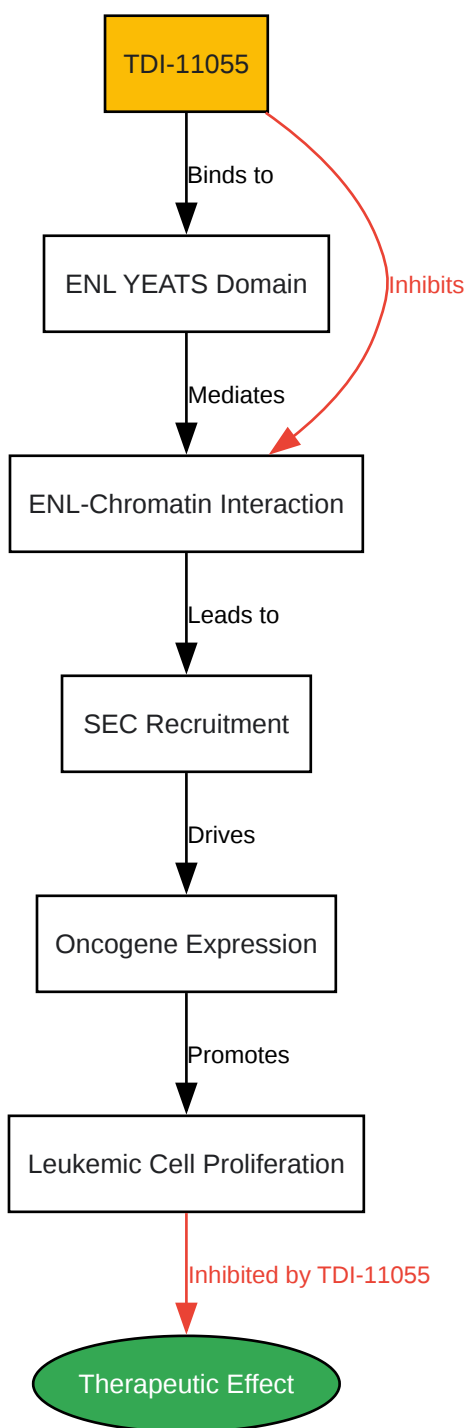 TDI-11055
Binds to
ENL YEATS Domain
Inhibits
Mediates
ENL-Chromatin Interaction
Leads to
SEC Recruitment
Drives
Oncogene Expression
Promotes
Leukemic Cell Proliferation
Inhibited by TDI-11055
Therapeutic Effect